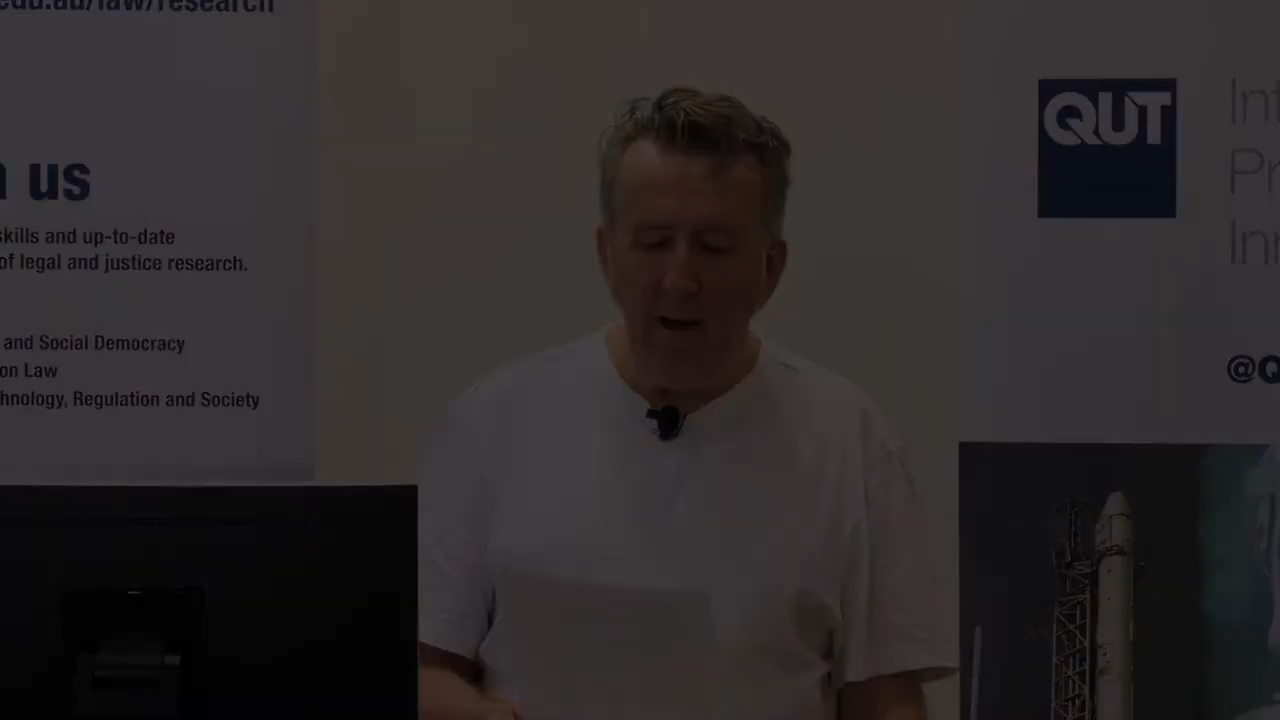 edu.au/law/research
us
skills and up-to-date
of legal and justice research.
and Social Democracy
on Law
hnology, Regulation and Society
QUT
In
Pr
In
@Q